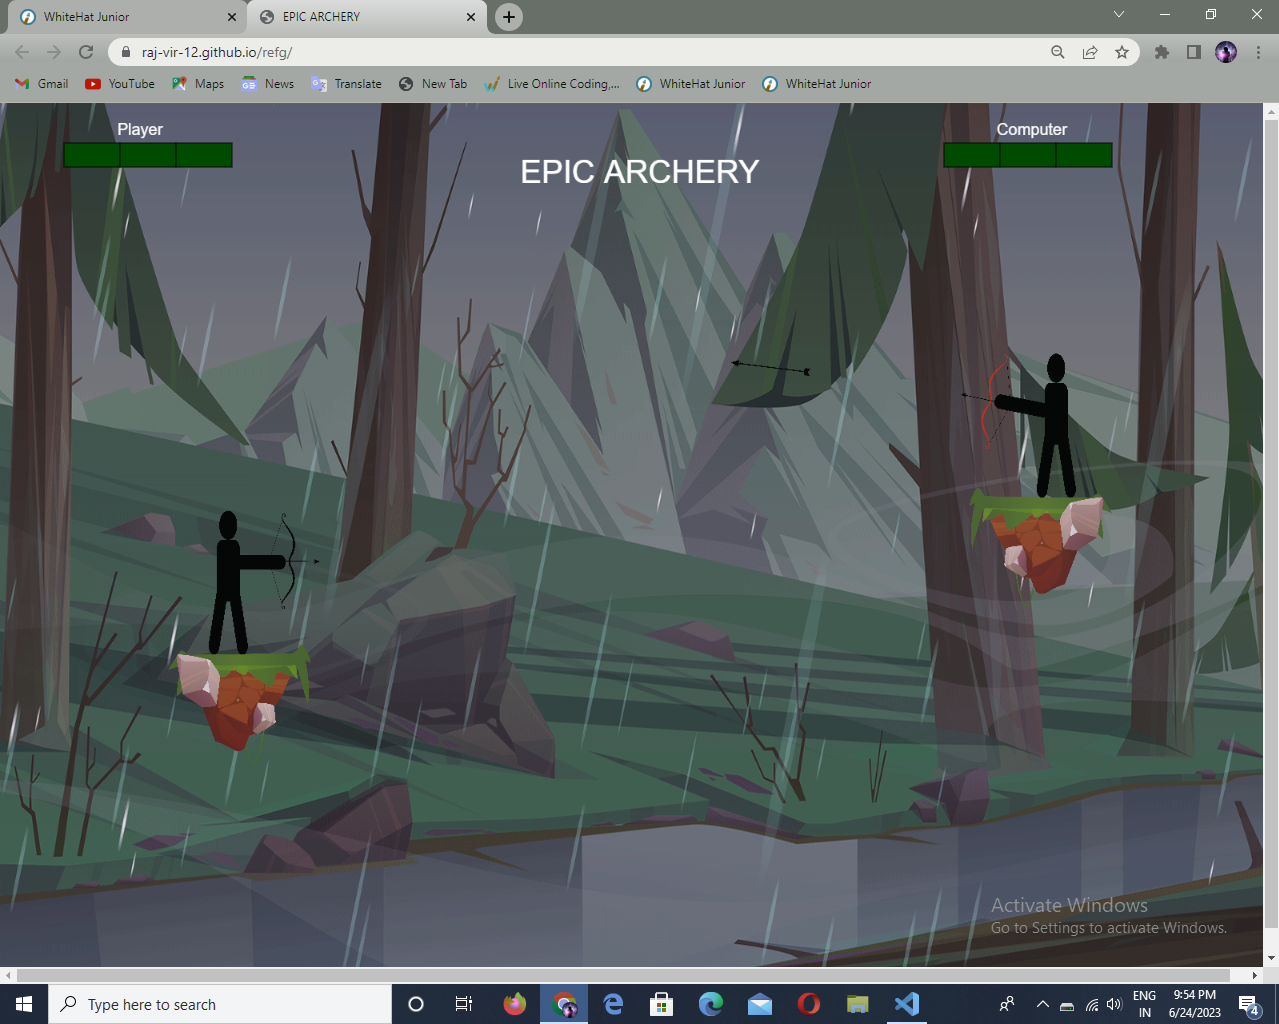 WhiteHat Junior
EPIC ARCHERY
raj-vir-12.github.io/refg/
Gmail
YouTube
Maps
News
Translate
New Tab
Live Online Coding,...
WhiteHat Junior
WhiteHat Junior
Player
Computer
EPIC ARCHERY
Activate Windows
Go to Settings to activate Windows.
Type here to search
ENG
IN
9:54 PM
6/24/2023
4